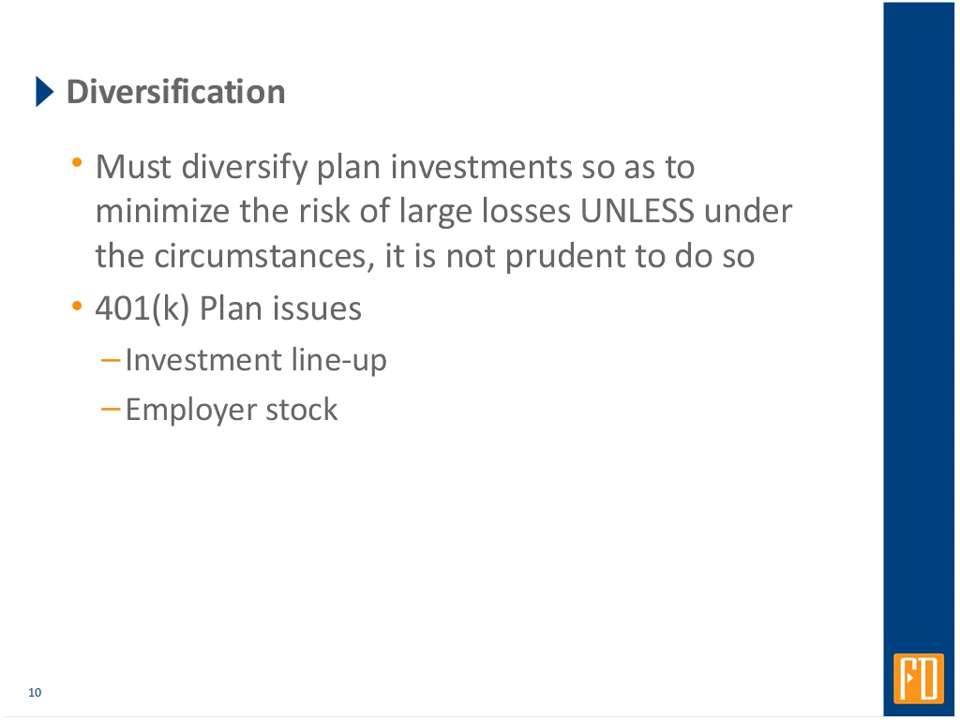 Diversification
• Must diversify plan investments so as to
minimize the risk of large losses UNLESS under
the circumstances, it is not prudent to do so
• 401(k) Plan issues
– Investment line-up
– Employer stock
10
FD